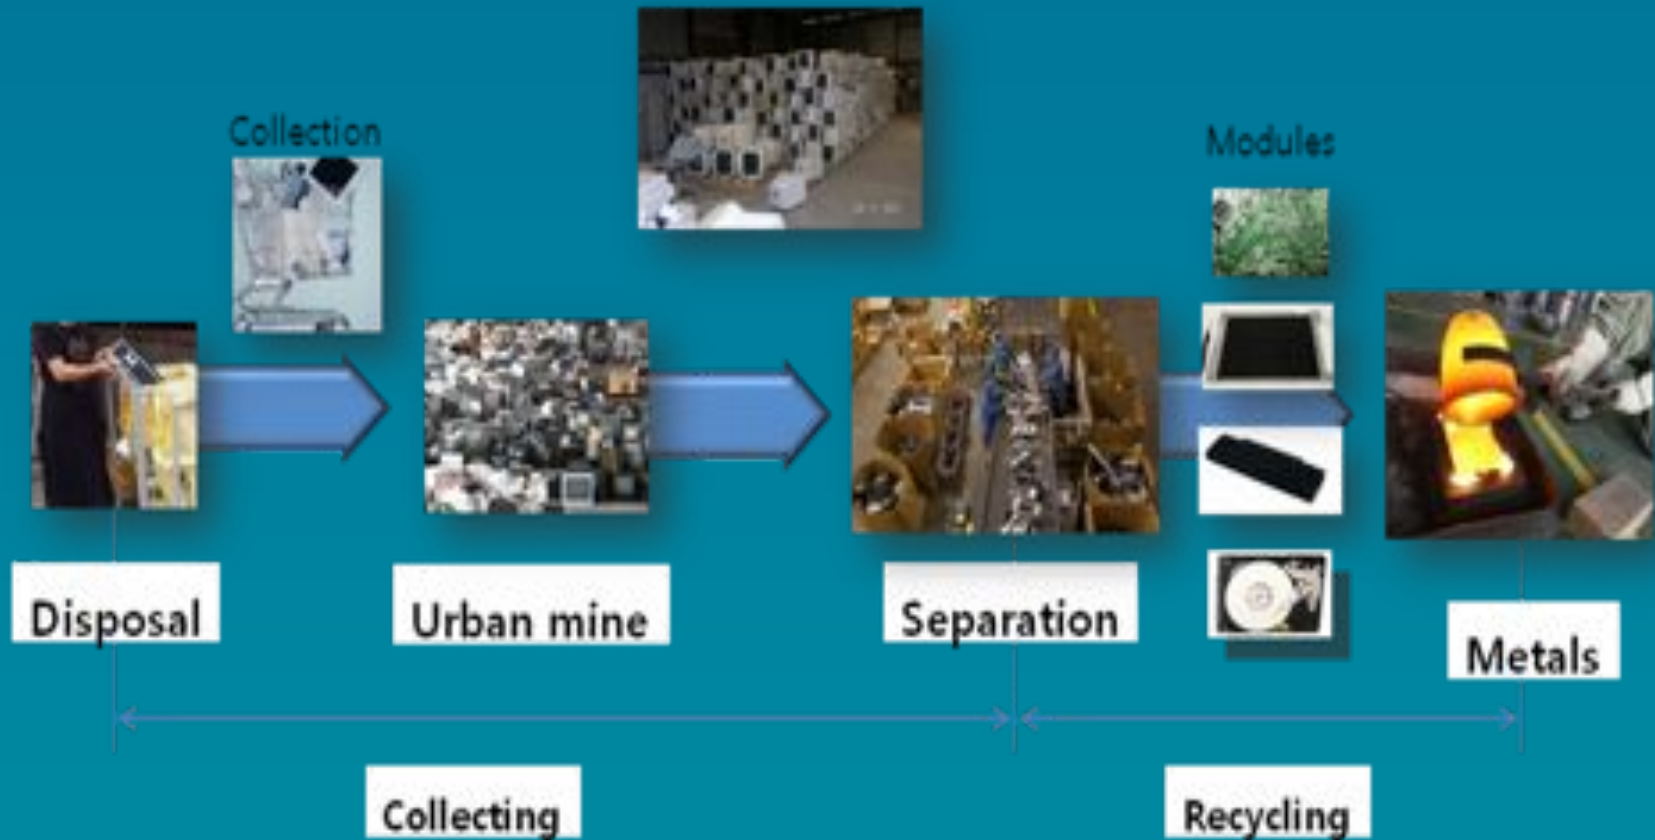 Collection
Modules
Disposal
Urban mine
Separation
Metals
Collecting
Recycling